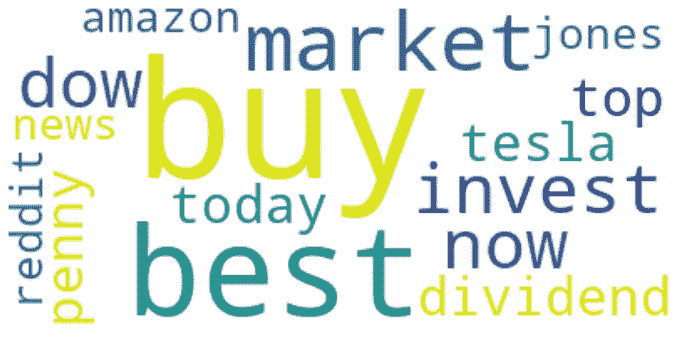 amazon
market
jones
dow
buy
top
news
tesla
reddit
penny
today
invest
now
best
dividend